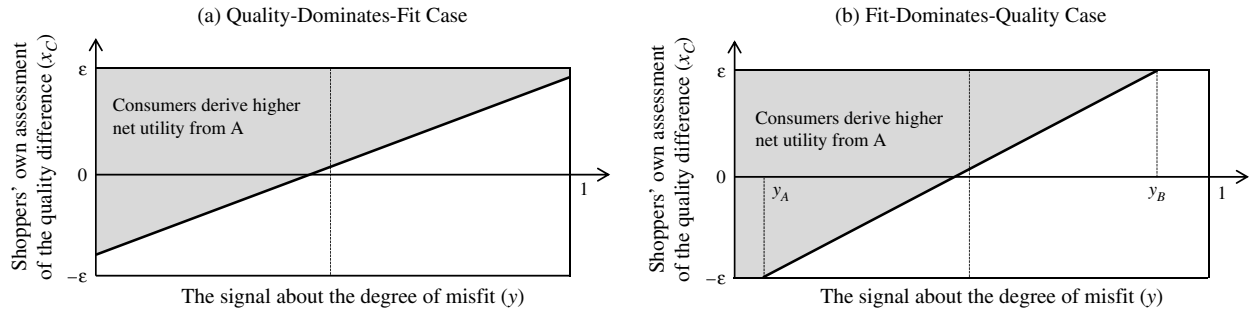 (a) Quality-Dominates-Fit Case
Shoppers' own assessment
of the quality difference (x_C)
ε
0
−ε
Consumers derive higher
net utility from A
1
The signal about the degree of misfit (y)
(b) Fit-Dominates-Quality Case
Shoppers' own assessment
of the quality difference (x_C)
ε
0
−ε
Consumers derive higher
net utility from A
y_A
y_B
1
The signal about the degree of misfit (y)